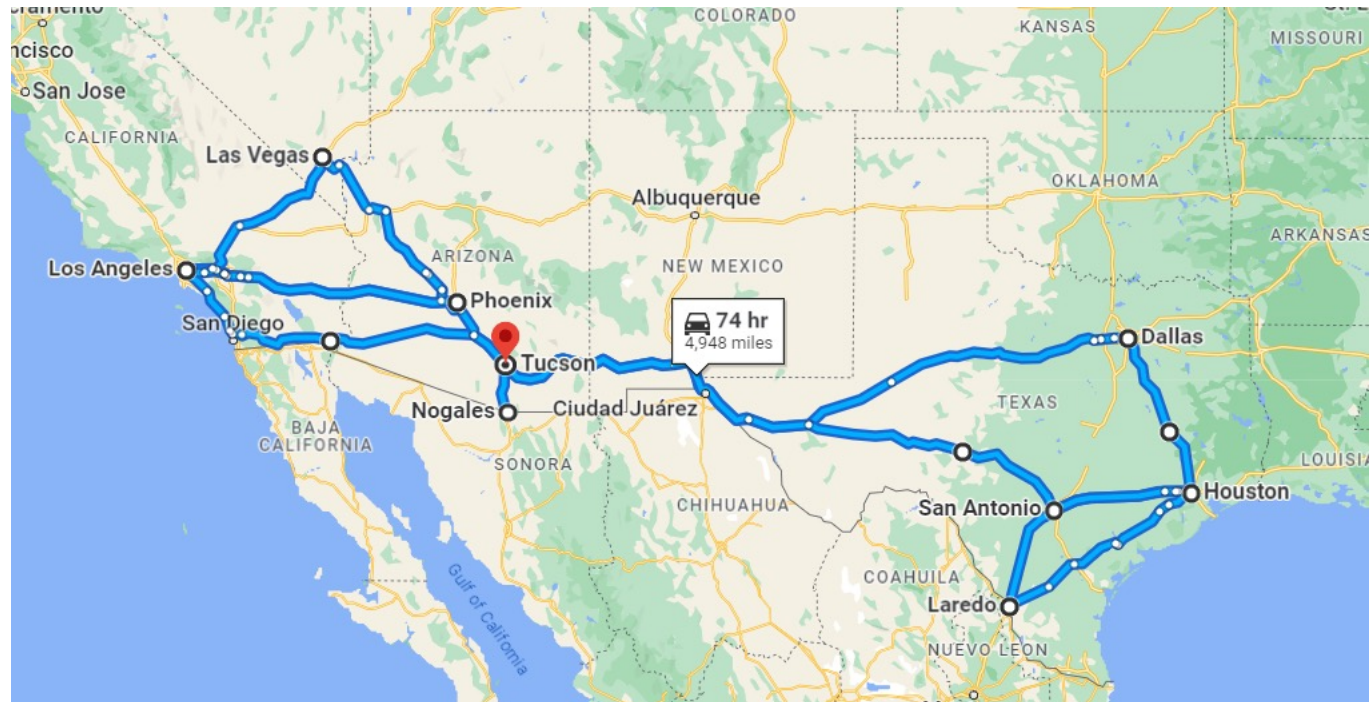 COLORADO
KANSAS
MISSOURI
San Jose
CALIFORNIA
Las Vegas
OKLAHOMA
Albuquerque
ARKANSAS
ARIZONA
NEW MEXICO
Los Angeles
Phoenix
San Diego
74 hr
4,948 miles
Dallas
Tucson
TEXAS
Nogales
Ciudad Juárez
BAJA
CALIFORNIA
SONORA
LOUISIA
Houston
CHIHUAHUA
San Antonio
COAHUILA
Gulf of California
Laredo
NUEVO LEON